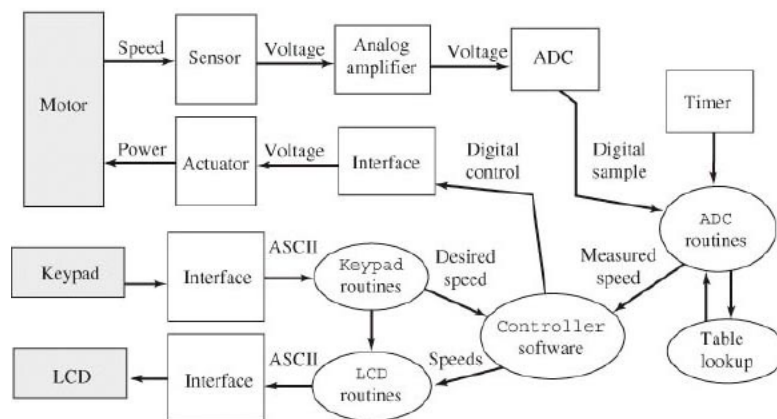 Speed
Sensor
Voltage
Analog
amplifier
Voltage
ADC
Motor
Timer
Power
Actuator
Voltage
Interface
Digital
control
Digital
sample
ADC
routines
Keypad
Interface
ASCII
Keypad
routines
Desired
speed
Measured
speed
Controller
software
Table
lookup
LCD
Interface
ASCII
LCD
routines
Speeds